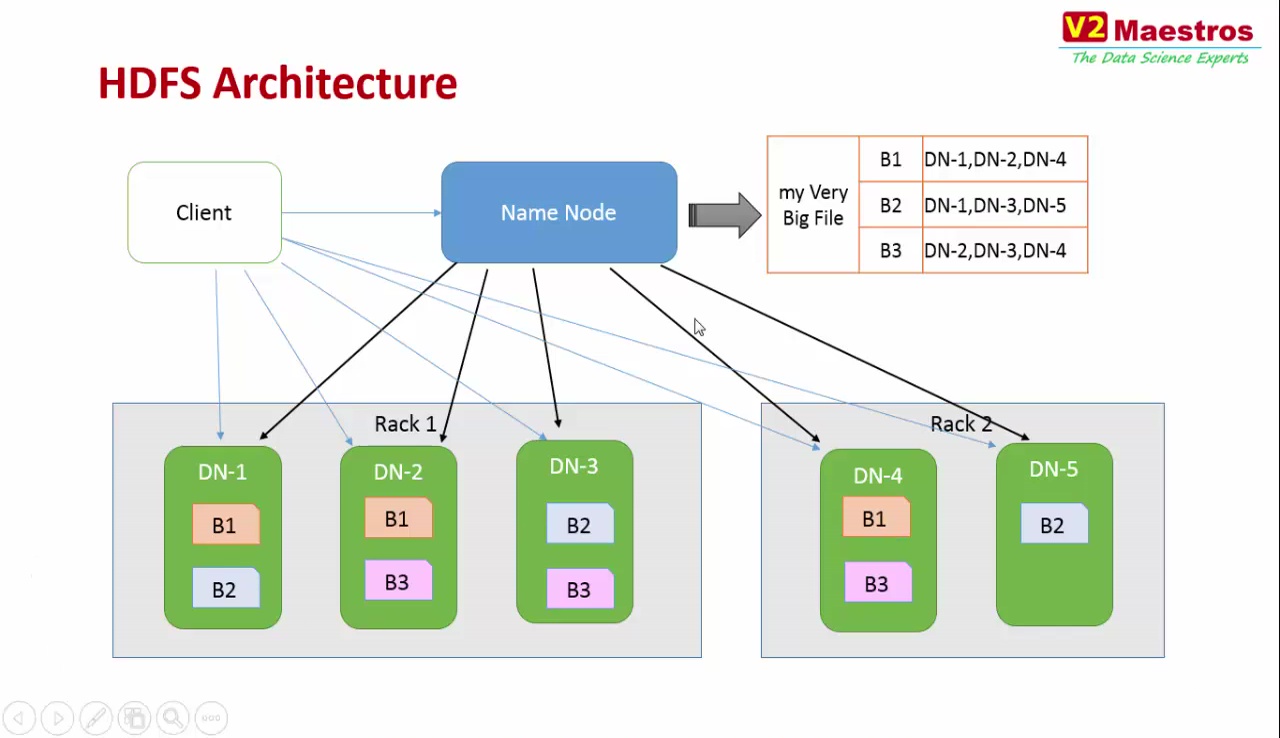 V2 Maestros
The Data Science Experts
HDFS Architecture
Client
Name Node
my Very
Big File
B1 DN-1,DN-2,DN-4
B2 DN-1,DN-3,DN-5
B3 DN-2,DN-3,DN-4
Rack 1
DN-1
B1
B2
DN-2
B1
B3
DN-3
B2
B3
Rack 2
DN-4
B1
B3
DN-5
B2